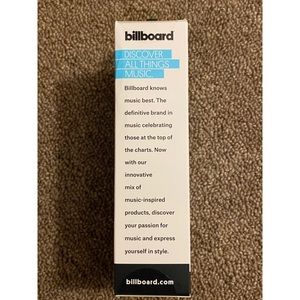 billboard
DISCOVER
ALL THINGS
MUSIC.
Billboard knows
music best. The
definitive brand in
music celebrating
those at the top of
the charts. Now
with our
innovative
mix of
music-inspired
products, discover
your passion for
music and express
yourself in style.
billboard.com